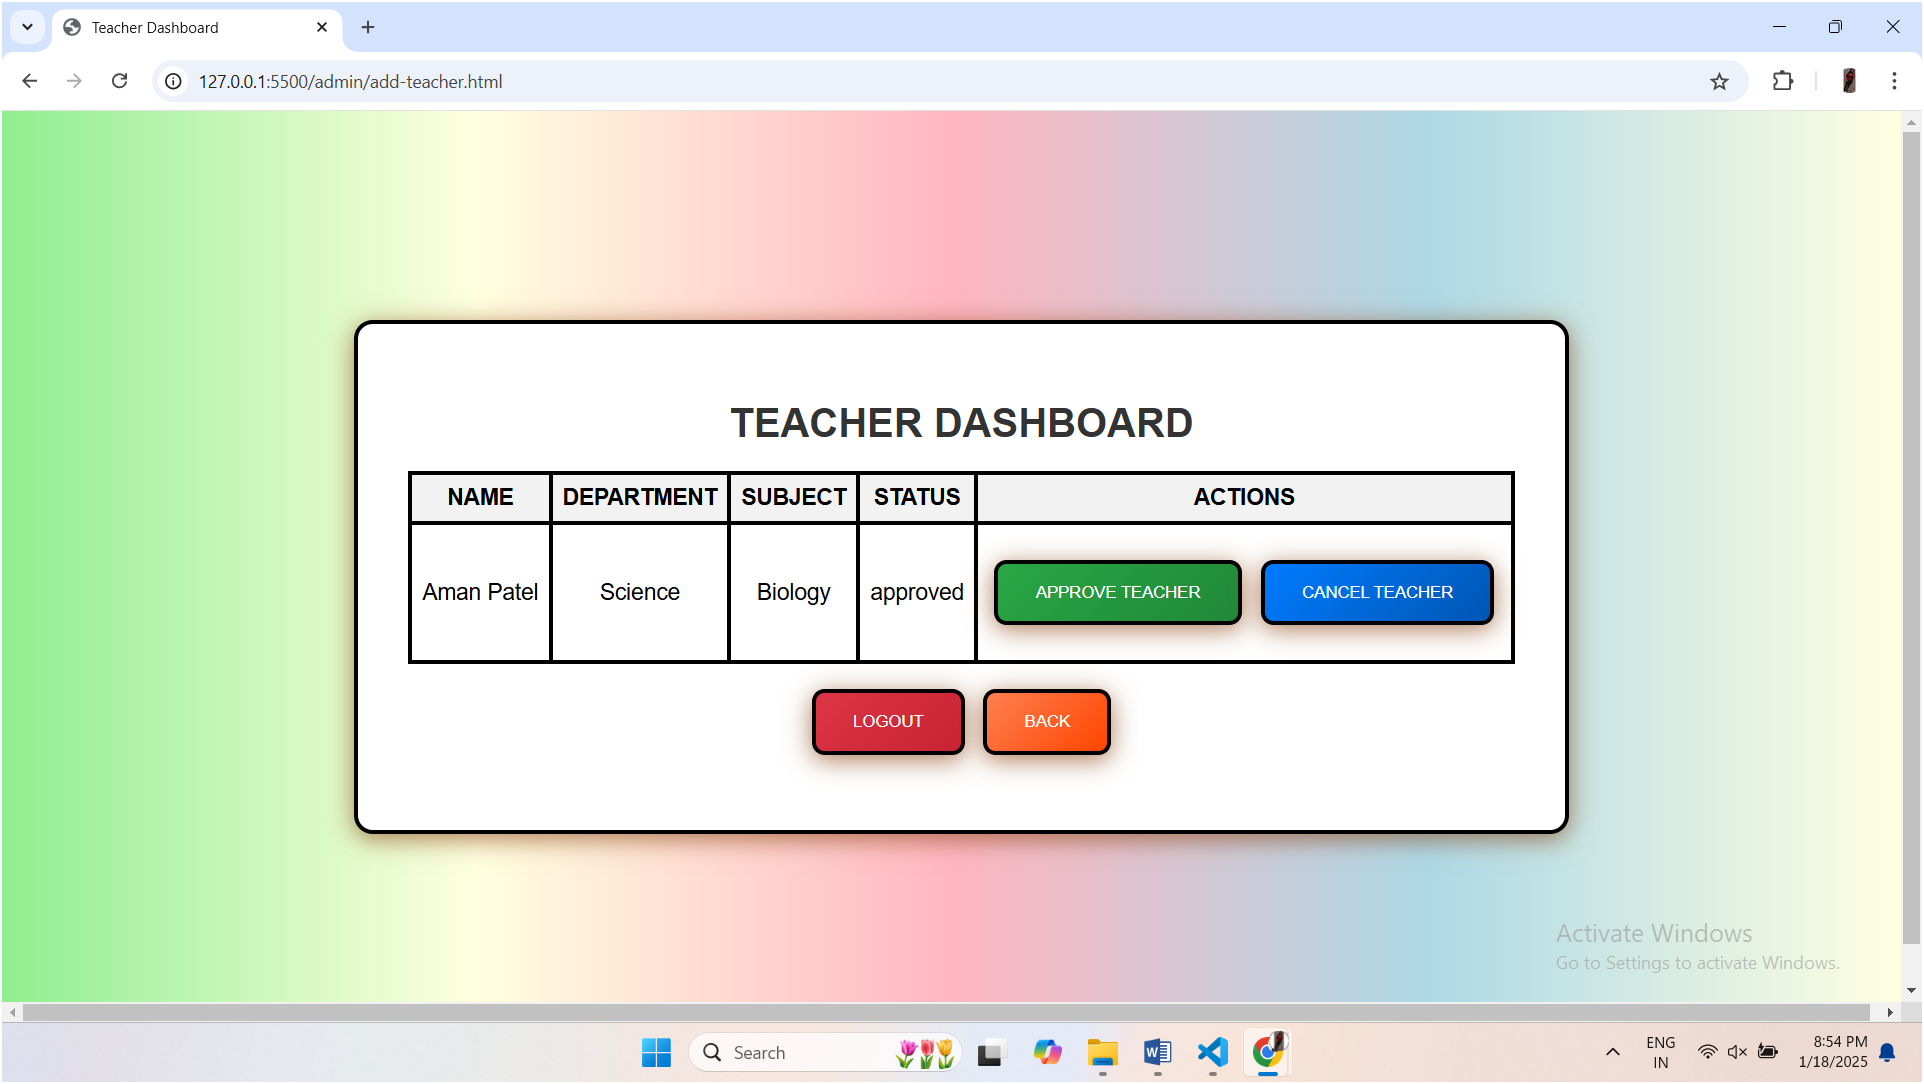 Teacher Dashboard
127.0.0.1:5500/admin/add-teacher.html
TEACHER DASHBOARD
NAME DEPARTMENT SUBJECT STATUS ACTIONS
Aman Patel Science Biology approved APPROVE TEACHER CANCEL TEACHER
LOGOUT BACK
Activate Windows
Go to Settings to activate Windows.
Search
ENG
IN
8:54 PM
1/18/2025